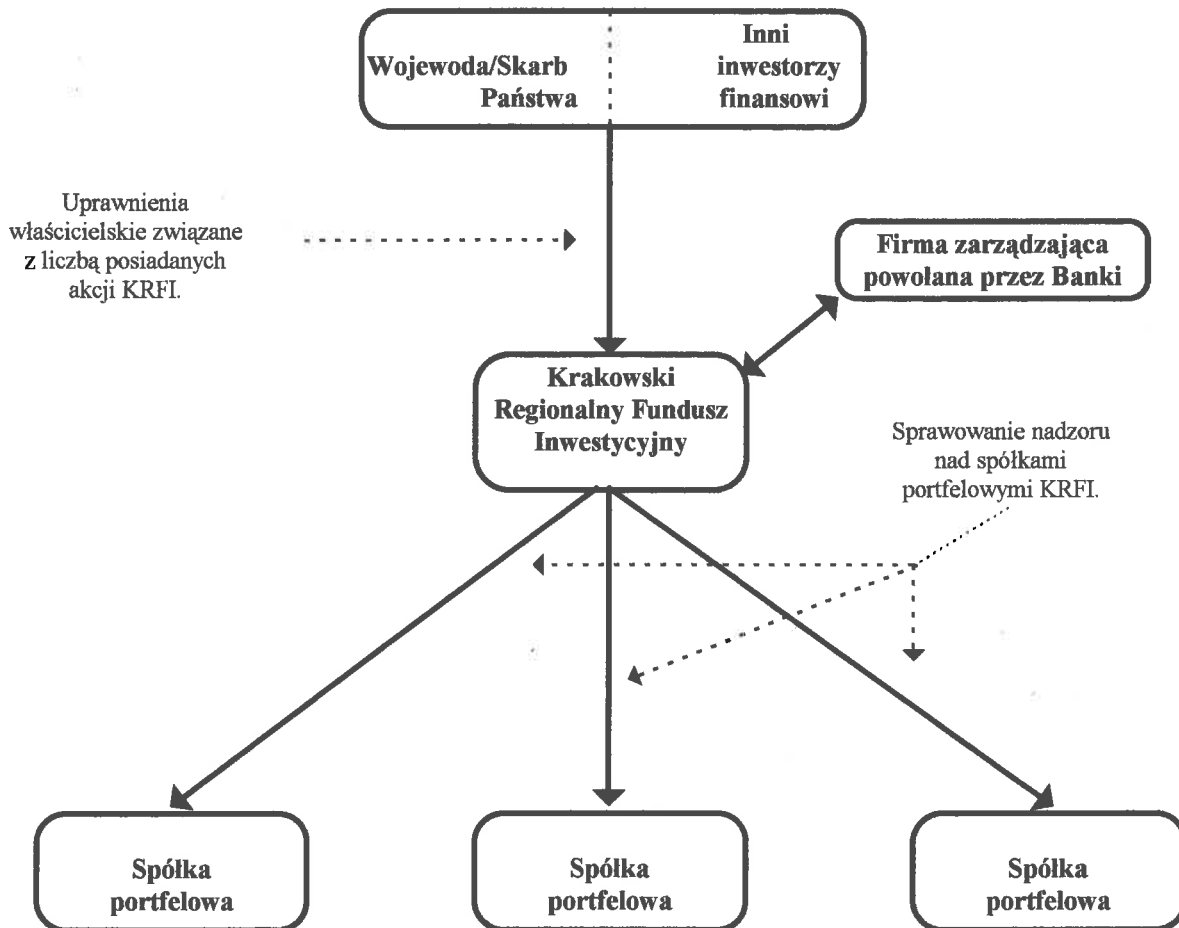 Wojewoda/Skarb
Państwa
Inni
inwestorzy
finansowi
Uprawnienia
właścicielskie związane
z liczbą posiadanych
akcji KRFI.
Firma zarządzająca
powołana przez Banki
Krakowski
Regionalny Fundusz
Inwestycyjny
Sprawowanie nadzoru
nad spółkami
portfelowymi KRFI.
Spółka
portfelowa
Spółka
portfelowa
Spółka
portfelowa